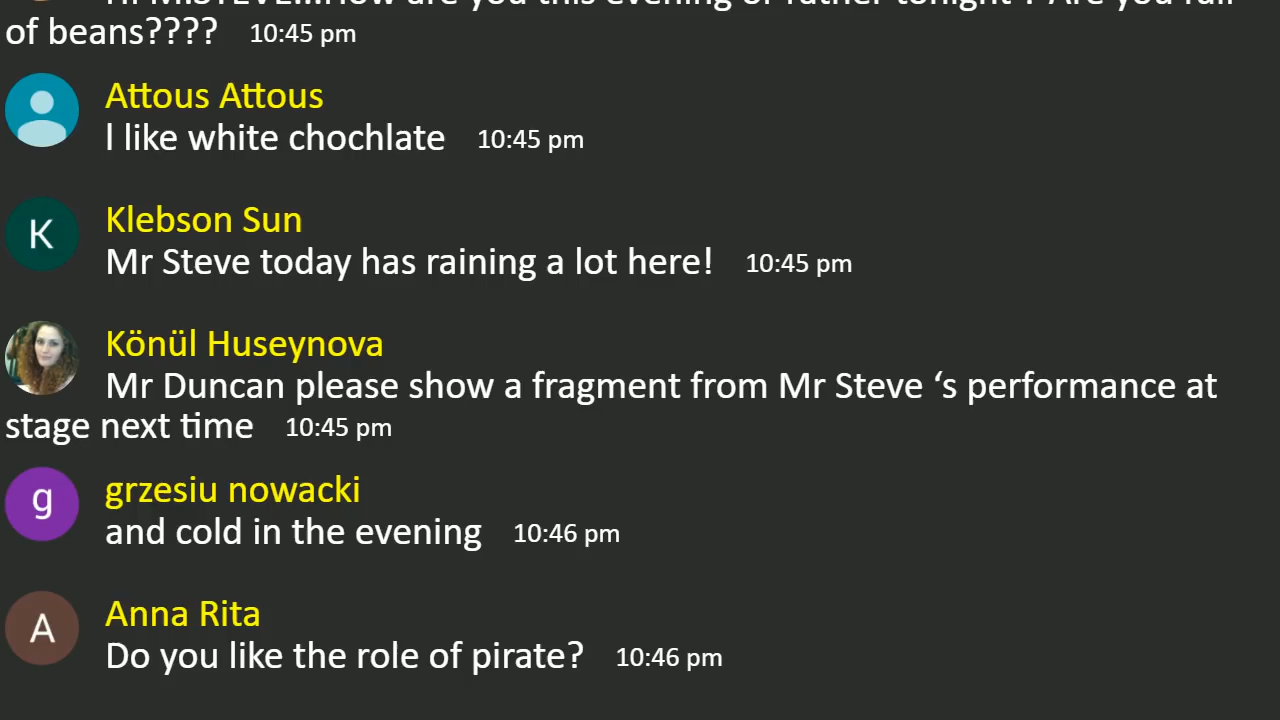 of beans???? 10:45 pm
Attous Attous
l like white chochlate 10:45 pm
K
Klebson Sun
Mr Steve today has raining a lot here! 10:45 pm
Könül Huseynova
Mr Duncan please show a fragment from Mr Steve ‘s performance at
stage next time 10:45 pm
g
grzesiu nowacki
and cold in the evening 10:46 pm
A
Anna Rita
Do you like the role of pirate? 10:46 pm